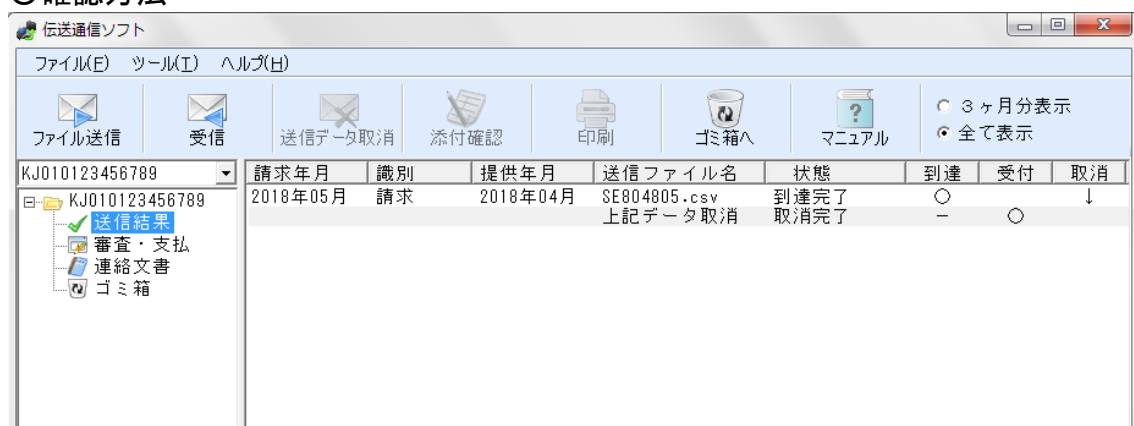 〇確認方法
伝送通信ソフト
ファイル(F) ツール(T) ヘルプ(H)
ファイル送信 受信 送信データ取消 添付確認 印刷 ゴミ箱へ マニュアル
３ヶ月分表示
全て表示
KJ010123456789
請求年月 識別 提供年月 送信ファイル名 状態 到達 受付 取消
KJ010123456789
2018年05月 請求 2018年04月 SE804805.csv 到達完了 ○ ↓
送信結果
上記データ取消 取消完了 － ○
審査・支払
連絡文書
ゴミ箱